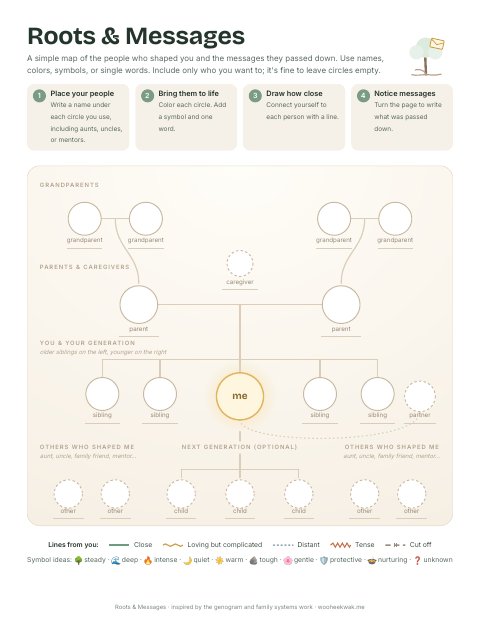 Roots & Messages
A simple map of the people who shaped you and the messages they passed down. Use names,
colors, symbols, or single words. Include only who you want to; it's fine to leave circles empty.
1 Place your people
Write a name under
each circle you use,
including aunts, uncles,
or mentors.
2 Bring them to life
Color each circle. Add
a symbol and one
word.
3 Draw how close
Connect yourself to
each person with a line.
4 Notice messages
Turn the page to write
what was passed
down.
GRANDPARENTS
grandparent grandparent grandparent grandparent
PARENTS & CAREGIVERS
caregiver
parent parent
YOU & YOUR GENERATION
older siblings on the left, younger on the right
me
sibling sibling sibling sibling partner
OTHERS WHO SHAPED ME NEXT GENERATION (OPTIONAL) OTHERS WHO SHAPED ME
aunt, uncle, family friend, mentor... aunt, uncle, family friend, mentor...
other other child child child other other
Lines from you: Close Loving but complicated Distant Tense Cut off
Symbol ideas: 🌳 steady · 🌊 deep · 🔥 intense · 🌙 quiet · ☀️ warm · 🪨 tough · 🌸 gentle · 🛡️ protective · 🍲 nurturing · ❓ unknown
Roots & Messages · inspired by the genogram and family systems work · wooheekwak.me